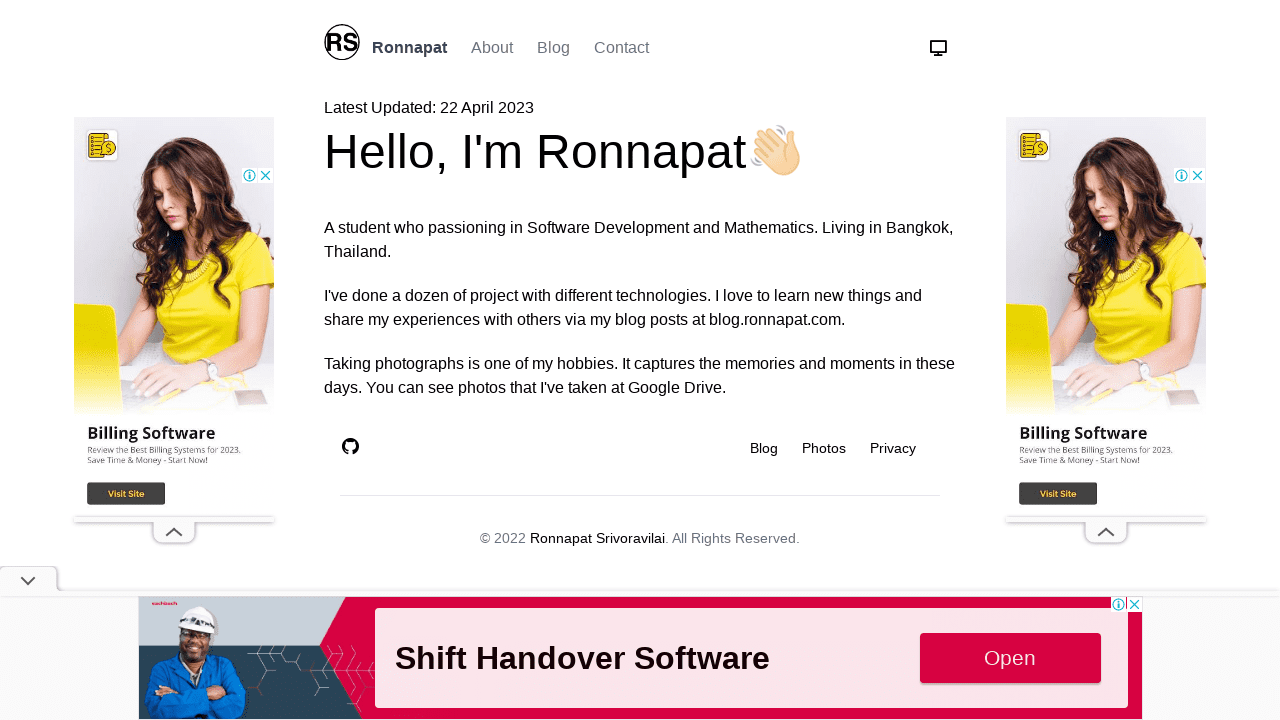 RS
Ronnapat About Blog Contact
Latest Updated: 22 April 2023
Hello, I'm Ronnapat
A student who passioning in Software Development and Mathematics. Living in Bangkok,
Thailand.
I've done a dozen of project with different technologies. I love to learn new things and
share my experiences with others via my blog posts at blog.ronnapat.com.
Taking photographs is one of my hobbies. It captures the memories and moments in these
days. You can see photos that I've taken at Google Drive.
Blog Photos Privacy
© 2022 Ronnapat Srivoravilai. All Rights Reserved.
Billing Software
Review the Best Billing Systems for 2023.
Save Time & Money - Start Now!
Visit Site
Billing Software
Review the Best Billing Systems for 2023.
Save Time & Money - Start Now!
Visit Site
Shift Handover Software
Open